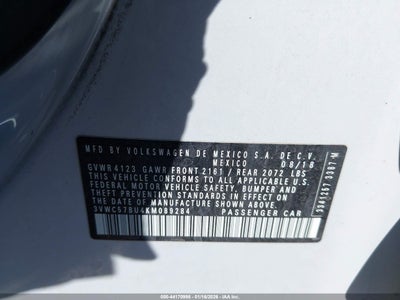 MFD BY VOLKSWAGEN DE MEXICO S.A. DE C.V.
MEXICO 08/18
GVWR 4123 GAWR FRONT 2161 / REAR 2072 LBS
THIS VEHICLE CONFORMS TO ALL APPLICABLE U.S.
FEDERAL MOTOR VEHICLE SAFETY, BUMPER AND
THEFT PREVENTION STANDARDS IN EFFECT ON THE
DATE OF MANUFACTURE SHOWN ABOVE.
3VWC57BU4KM089284 PASSENGER CAR